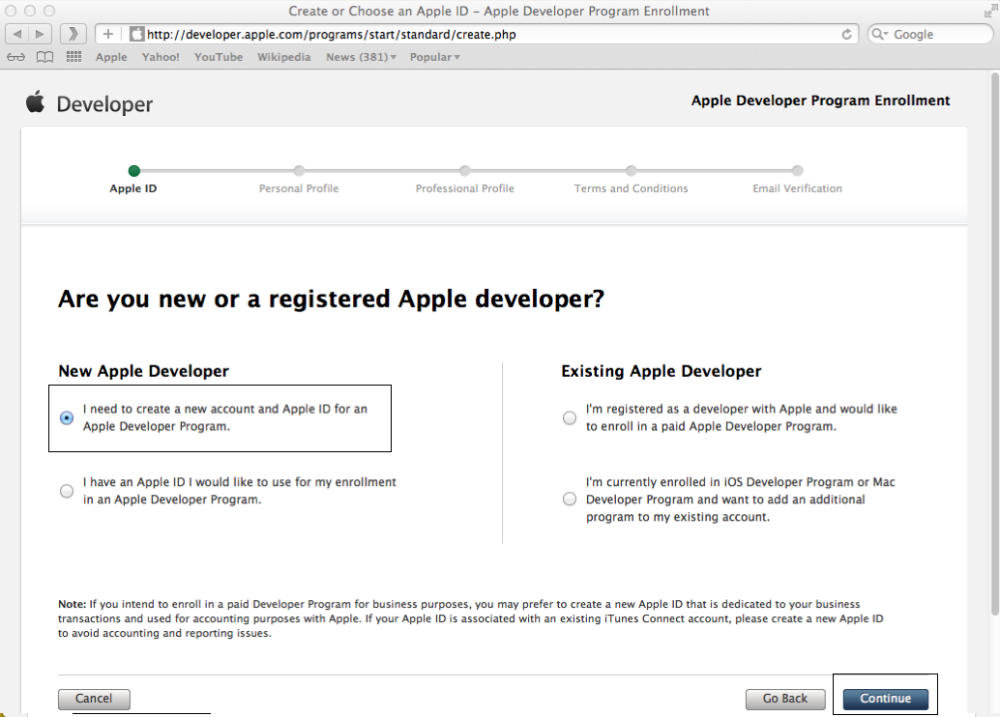 Create or Choose an Apple ID – Apple Developer Program Enrollment
http://developer.apple.com/programs/start/standard/create.php
Google
Apple Yahoo! YouTube Wikipedia News (381) Popular
Developer
Apple Developer Program Enrollment
Apple ID Personal Profile Professional Profile Terms and Conditions Email Verification
Are you new or a registered Apple developer?
New Apple Developer
I need to create a new account and Apple ID for an
Apple Developer Program.
I have an Apple ID I would like to use for my enrollment
in an Apple Developer Program.
Existing Apple Developer
I'm registered as a developer with Apple and would like
to enroll in a paid Apple Developer Program.
I'm currently enrolled in iOS Developer Program or Mac
Developer Program and want to add an additional
program to my existing account.
Note: If you intend to enroll in a paid Developer Program for business purposes, you may prefer to create a new Apple ID that is dedicated to your business
transactions and used for accounting purposes with Apple. If your Apple ID is associated with an existing iTunes Connect account, please create a new Apple ID
to avoid accounting and reporting issues.
Cancel Go Back Continue